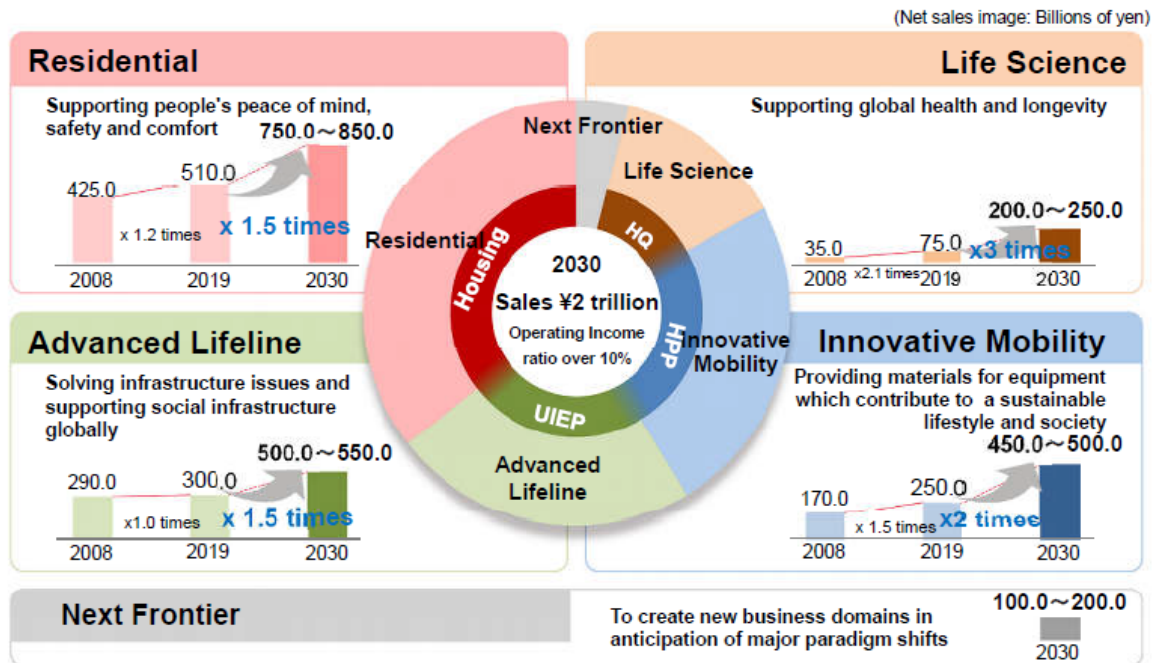 (Net sales image: Billions of yen)
Residential
Supporting people's peace of mind,
safety and comfort
750.0～850.0
510.0
425.0
x 1.2 times
x 1.5 times
2008
2019
2030
Life Science
Supporting global health and longevity
200.0～250.0
35.0
75.0
x3 times
x2.1 times
2008
2019
2030
Next Frontier
Life Science
Residential
Innovative
Mobility
Advanced
Lifeline
Housing
HQ
HPP
UIEP
2030
Sales ¥2 trillion
Operating Income
ratio over 10%
Advanced Lifeline
Solving infrastructure issues and
supporting social infrastructure
globally
500.0～550.0
290.0
300.0
x1.0 times
x 1.5 times
2008
2019
2030
Innovative Mobility
Providing materials for equipment
which contribute to a sustainable
lifestyle and society
450.0～500.0
170.0
250.0
x 1.5 times
x2 times
2008
2019
2030
Next Frontier
To create new business domains in
anticipation of major paradigm shifts
100.0～200.0
2030